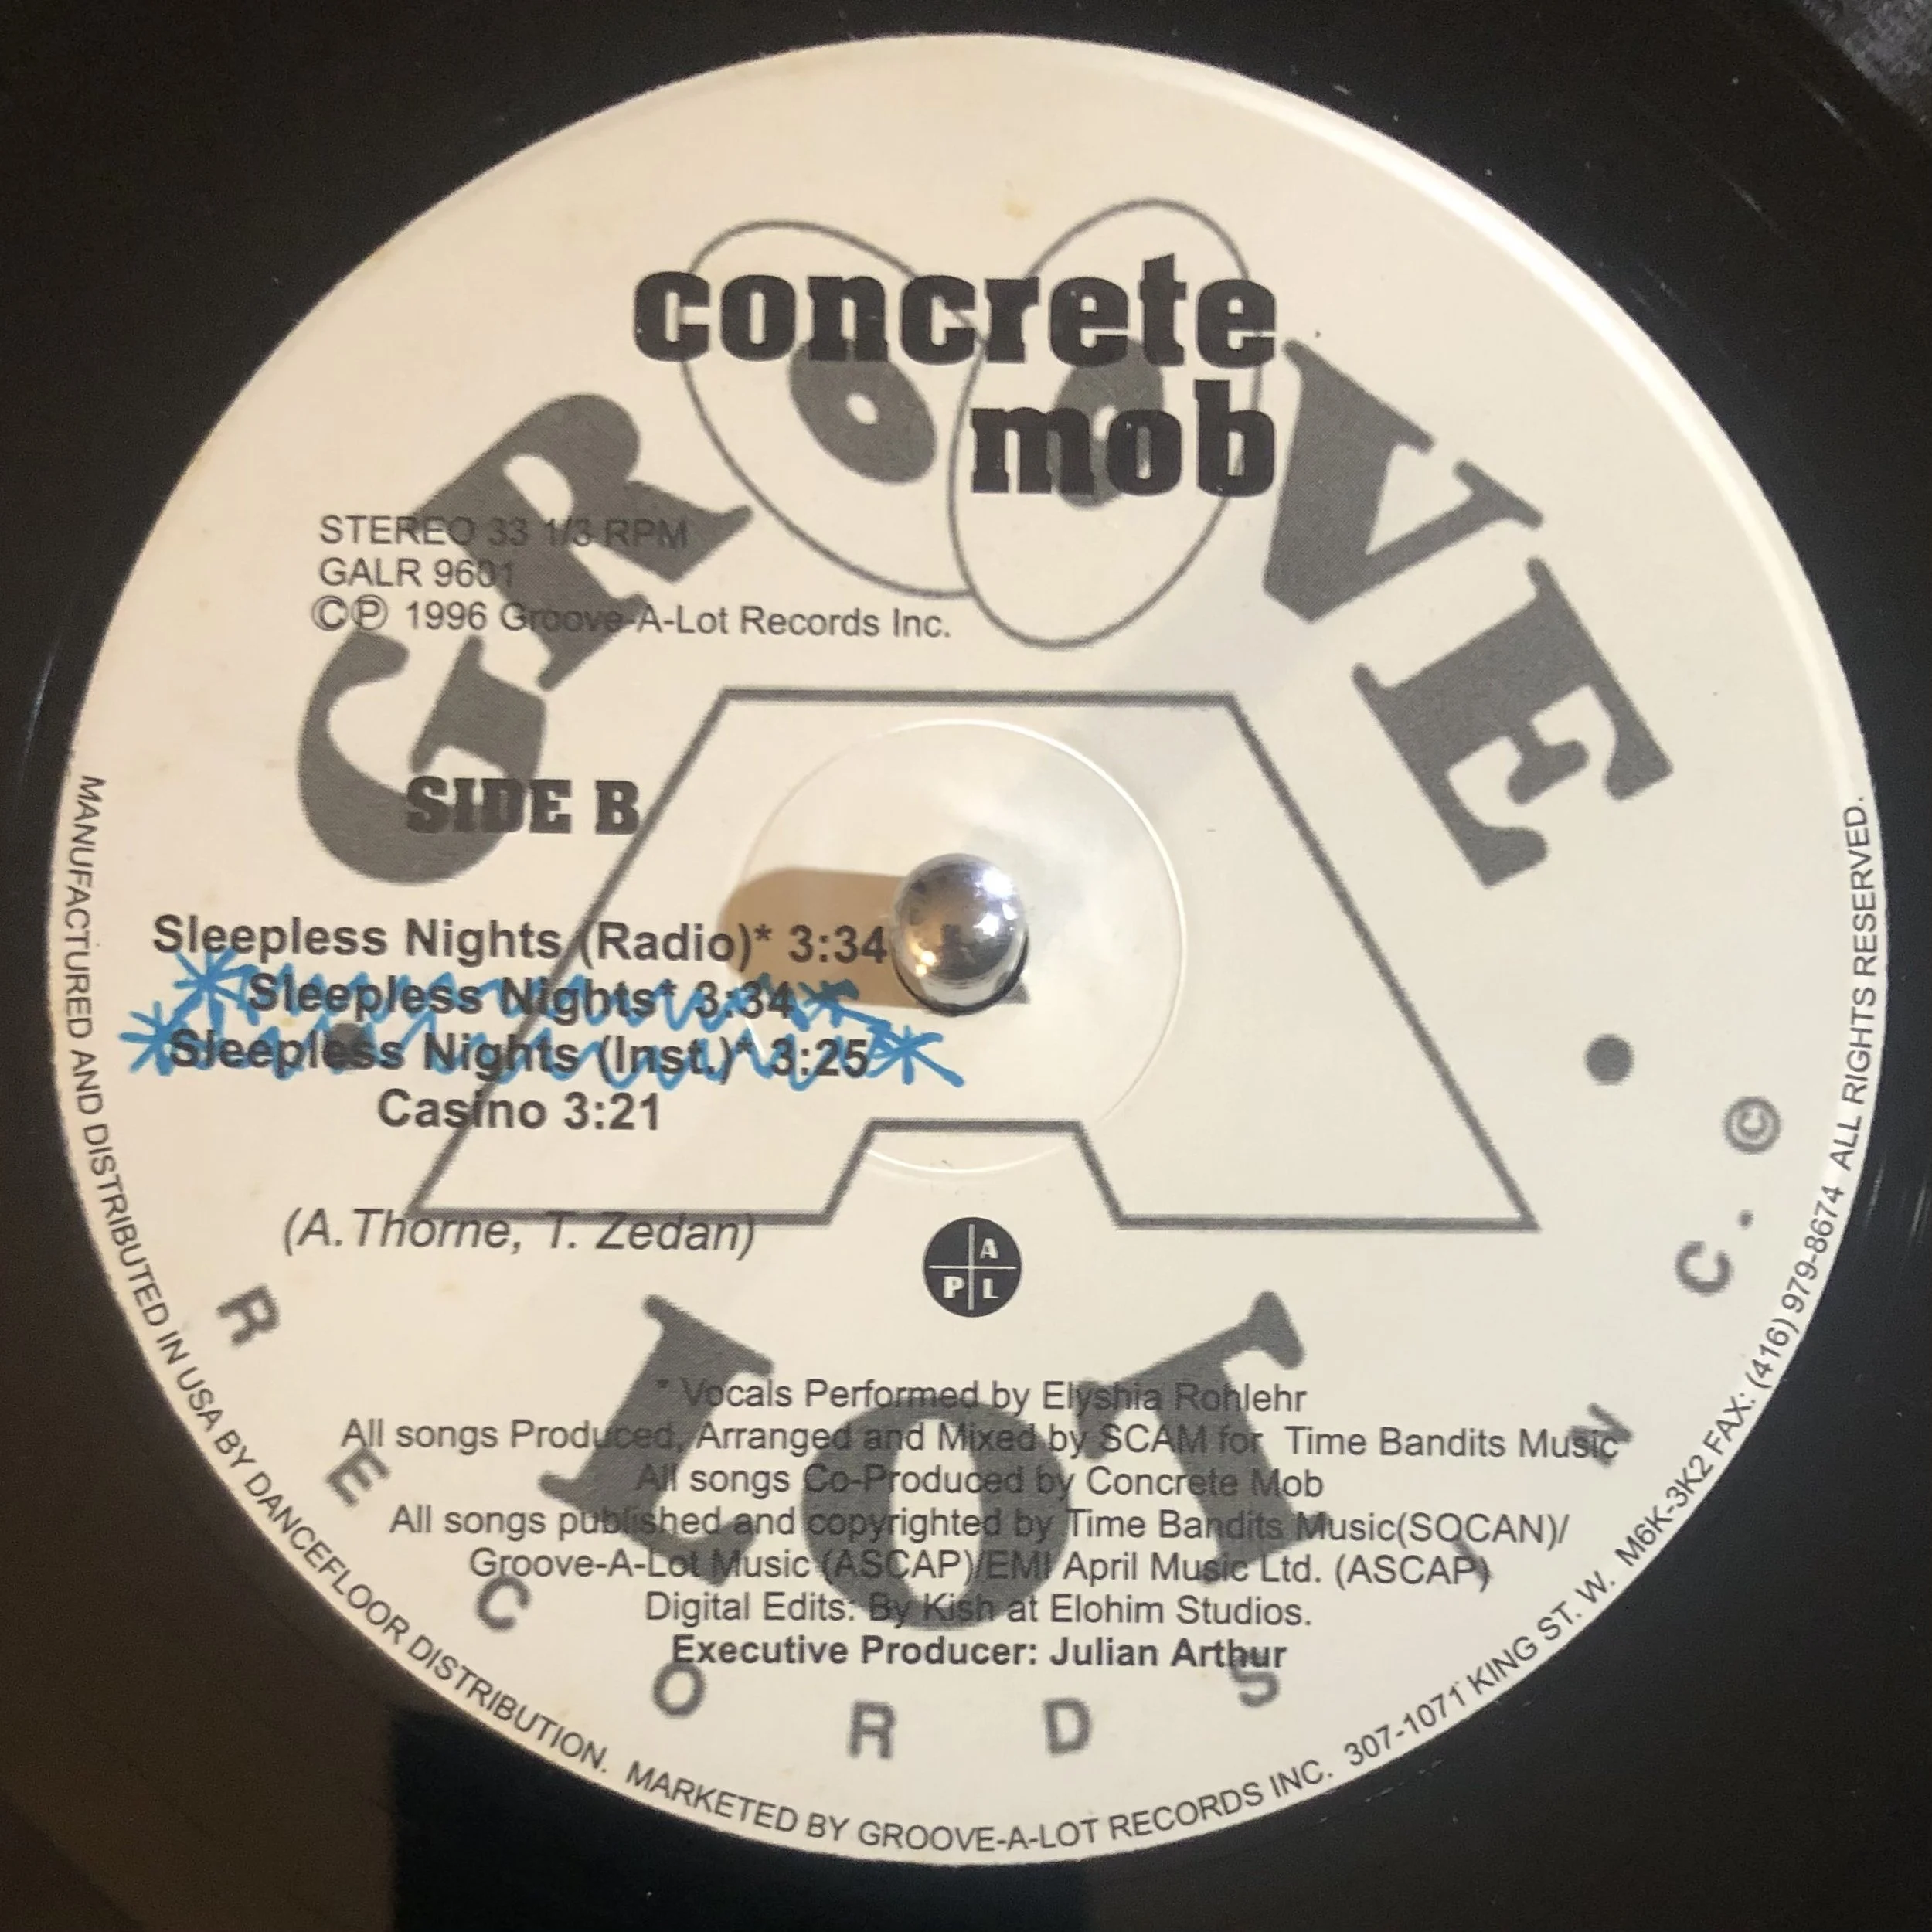 concrete
mob
GROOVE
STEREO 33 1/3 RPM
GALR 9601
©℗ 1996 Groove-A-Lot Records Inc.
A
SIDE B
Sleepless Nights (Radio)* 3:34
Sleepless Nights* 3:34
Sleepless Nights (Inst.)* 3:25
Casino 3:21
(A. Thorne, T. Zedan)
A
P L
LOT
* Vocals Performed by Elyshia Rohlehr
All songs Produced, Arranged and Mixed by SCAM for Time Bandits Music
All songs Co-Produced by Concrete Mob
All songs published and copyrighted by Time Bandits Music(SOCAN)/
Groove-A-Lot Music (ASCAP)/EMI April Music Ltd. (ASCAP)
Digital Edits: By Kish at Elohim Studios.
Executive Producer: Julian Arthur
RECORDS INC. ©
MANUFACTURED AND DISTRIBUTED IN USA BY DANCEFLOOR DISTRIBUTION. MARKETED BY GROOVE-A-LOT RECORDS INC. 307-1071 KING ST. W. M6K-3K2 FAX: (416) 979-8674 ALL RIGHTS RESERVED.